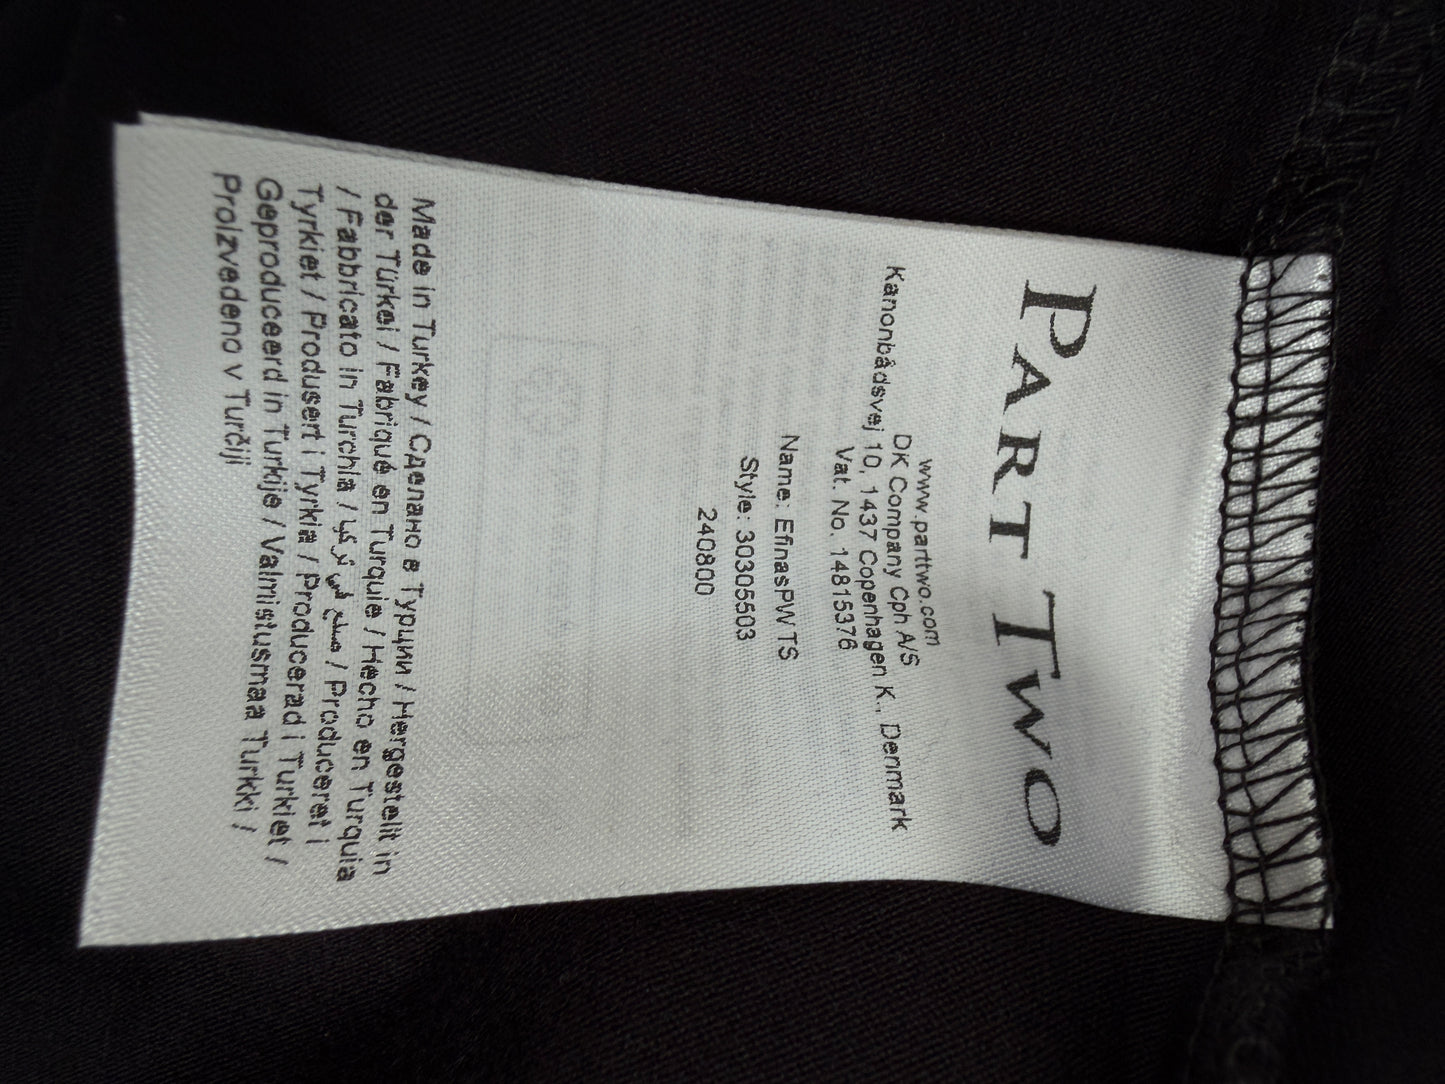 PART TWO
www.parttwo.com
DK Company Cph A/S
Kanonbådsvej 10, 1437 Copenhagen K., Denmark
Vat. No. 14815376
Name: EfinasPW TS
Style: 30305503
240800
Made in Turkey / Сделано в Турции / Hergestellt in
der Türkei / Fabriqué en Turquie / Hecho en Turquia
/ Fabbricato in Turchia / صنع في تركيا / Produceret i
Tyrkiet / Produsert i Tyrkia / Producerad i Turkiet /
Geproduceerd in Turkije / Valmistusmaa Turkki /
Proizvedeno v Turčiji